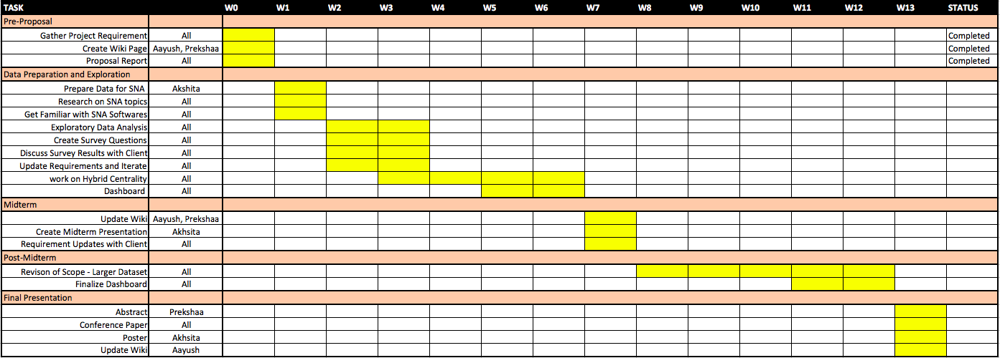 TASK W0 W1 W2 W3 W4 W5 W6 W7 W8 W9 W10 W11 W12 W13 STATUS
Pre-Proposal
Gather Project Requirement All Completed
Create Wiki Page Aayush, Prekshaa Completed
Proposal Report All Completed
Data Preparation and Exploration
Prepare Data for SNA Akshita
Research on SNA topics All
Get Familiar with SNA Softwares All
Exploratory Data Analysis All
Create Survey Questions All
Discuss Survey Results with Client All
Update Requirements and Iterate All
work on Hybrid Centrality All
Dashboard All
Midterm
Update Wiki Aayush, Prekshaa
Create Midterm Presentation Akhsita
Requirement Updates with Client All
Post-Midterm
Revison of Scope - Larger Dataset All
Finalize Dashboard All
Final Presentation
Abstract Prekshaa
Conference Paper All
Poster Akhsita
Update Wiki Aayush